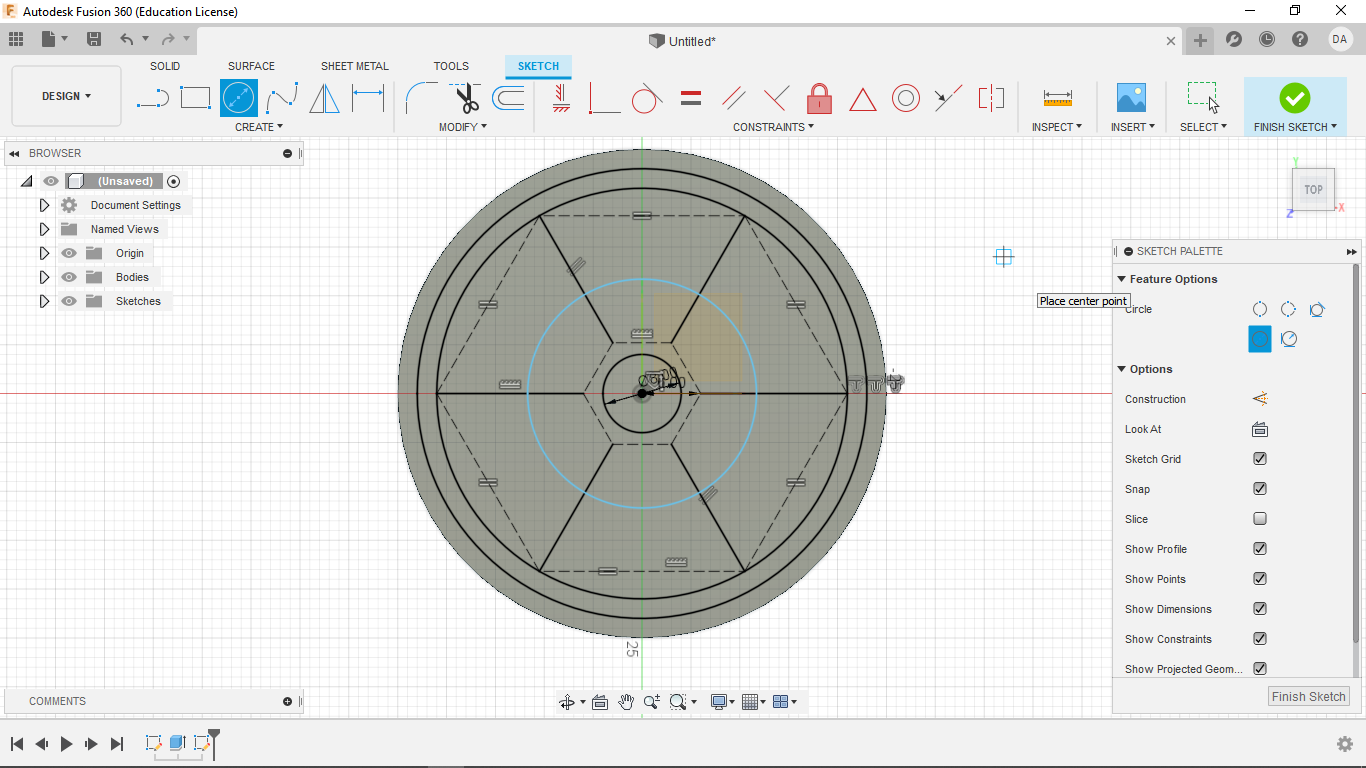 Autodesk Fusion 360 (Education License)
Untitled*
DA
SOLID SURFACE SHEET METAL TOOLS SKETCH
DESIGN
CREATE MODIFY CONSTRAINTS INSPECT INSERT SELECT FINISH SKETCH
BROWSER
(Unsaved)
Document Settings
Named Views
Origin
Bodies
Sketches
Y
TOP
Z X
SKETCH PALETTE
Feature Options
Place center point
Circle
Options
Construction
Look At
Sketch Grid
Snap
Slice
Show Profile
Show Points
Show Dimensions
Show Constraints
Show Projected Geom...
25
Finish Sketch
COMMENTS